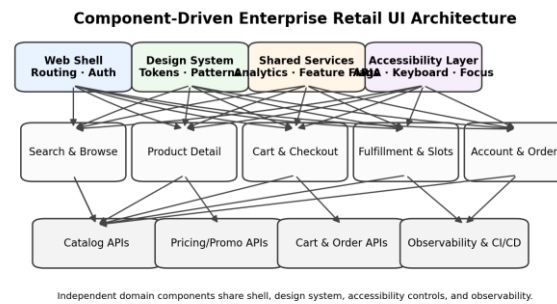 Component-Driven Enterprise Retail UI Architecture
Web Shell
Routing · Auth
Design System
Tokens · Patterns
Shared Services
Analytics · Feature Flags
Accessibility Layer
· Keyboard · Focus
Search & Browse
Product Detail
Cart & Checkout
Fulfillment & Slots
Account & Order
Catalog APIs
Pricing/Promo APIs
Cart & Order APIs
Observability & CI/CD
Independent domain components share shell, design system, accessibility controls, and observability.